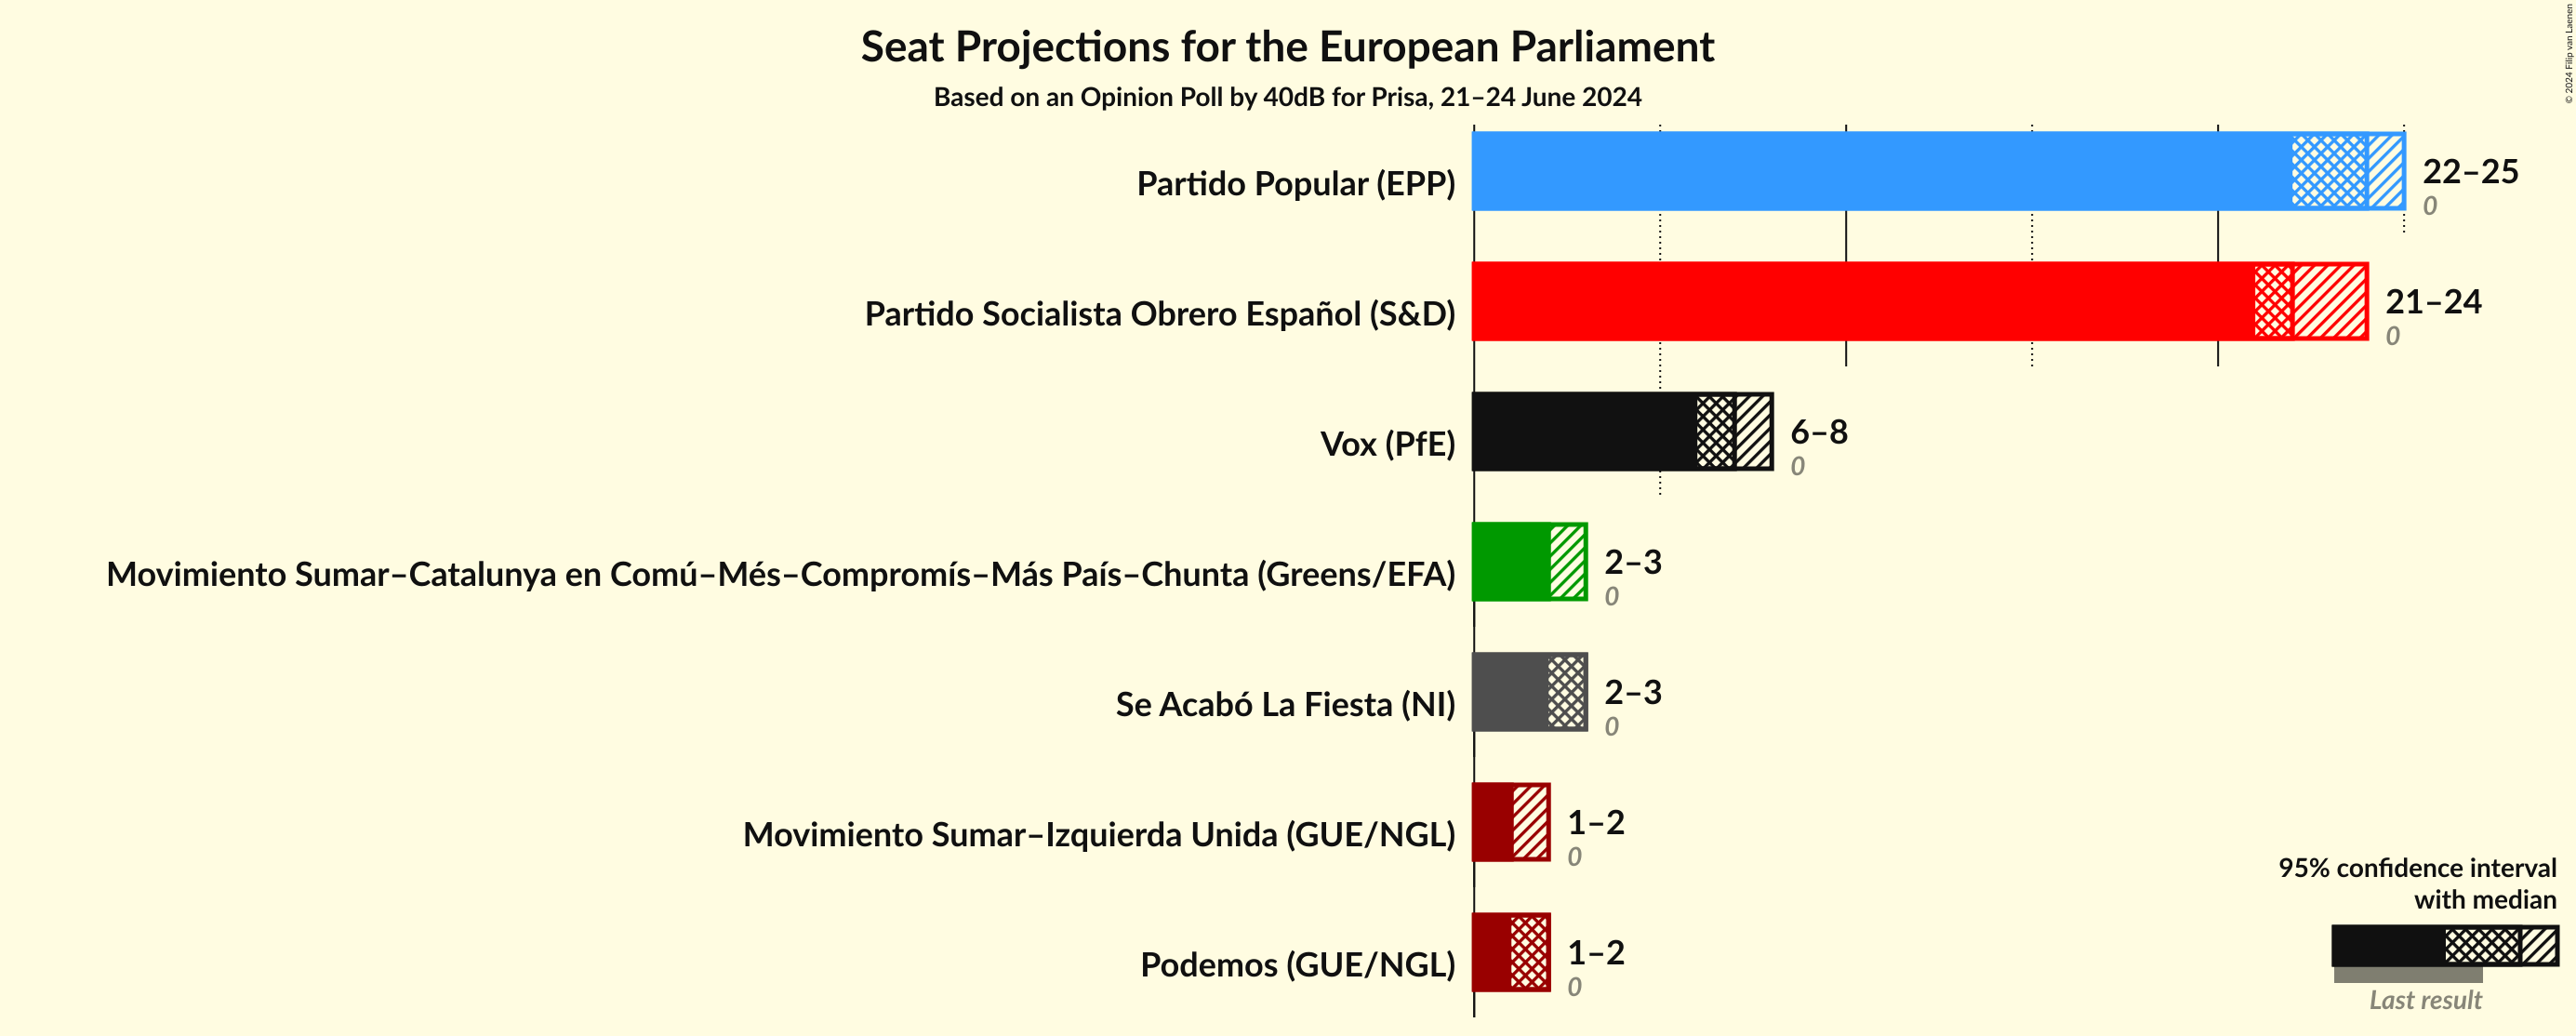 Seat Projections for the European Parliament
Based on an Opinion Poll by 40dB for Prisa, 21–24 June 2024
© 2024 Filip van Laenen
Partido Popular (EPP)
22–25
0
Partido Socialista Obrero Español (S&D)
21–24
0
Vox (PfE)
6–8
0
Movimiento Sumar–Catalunya en Comú–Més–Compromís–Más País–Chunta (Greens/EFA)
2–3
0
Se Acabó La Fiesta (NI)
2–3
0
Movimiento Sumar–Izquierda Unida (GUE/NGL)
1–2
0
Podemos (GUE/NGL)
1–2
0
95% confidence interval
with median
Last result